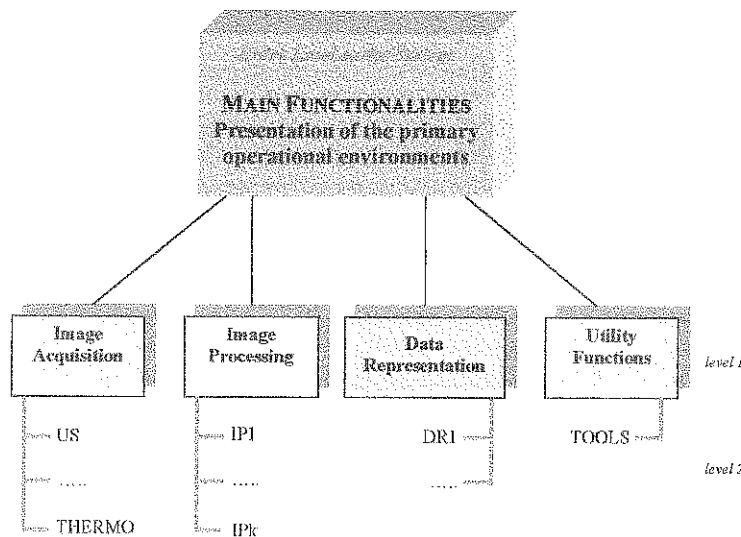 MAIN FUNCTIONALITIES
Presentation of the primary
operational environments
Image
Acquisition
Image
Processing
Data
Representation
Utility
Functions
level 1
US
IP1
DR1
TOOLS
.....
.....
.....
level 2
THERMO
IPk